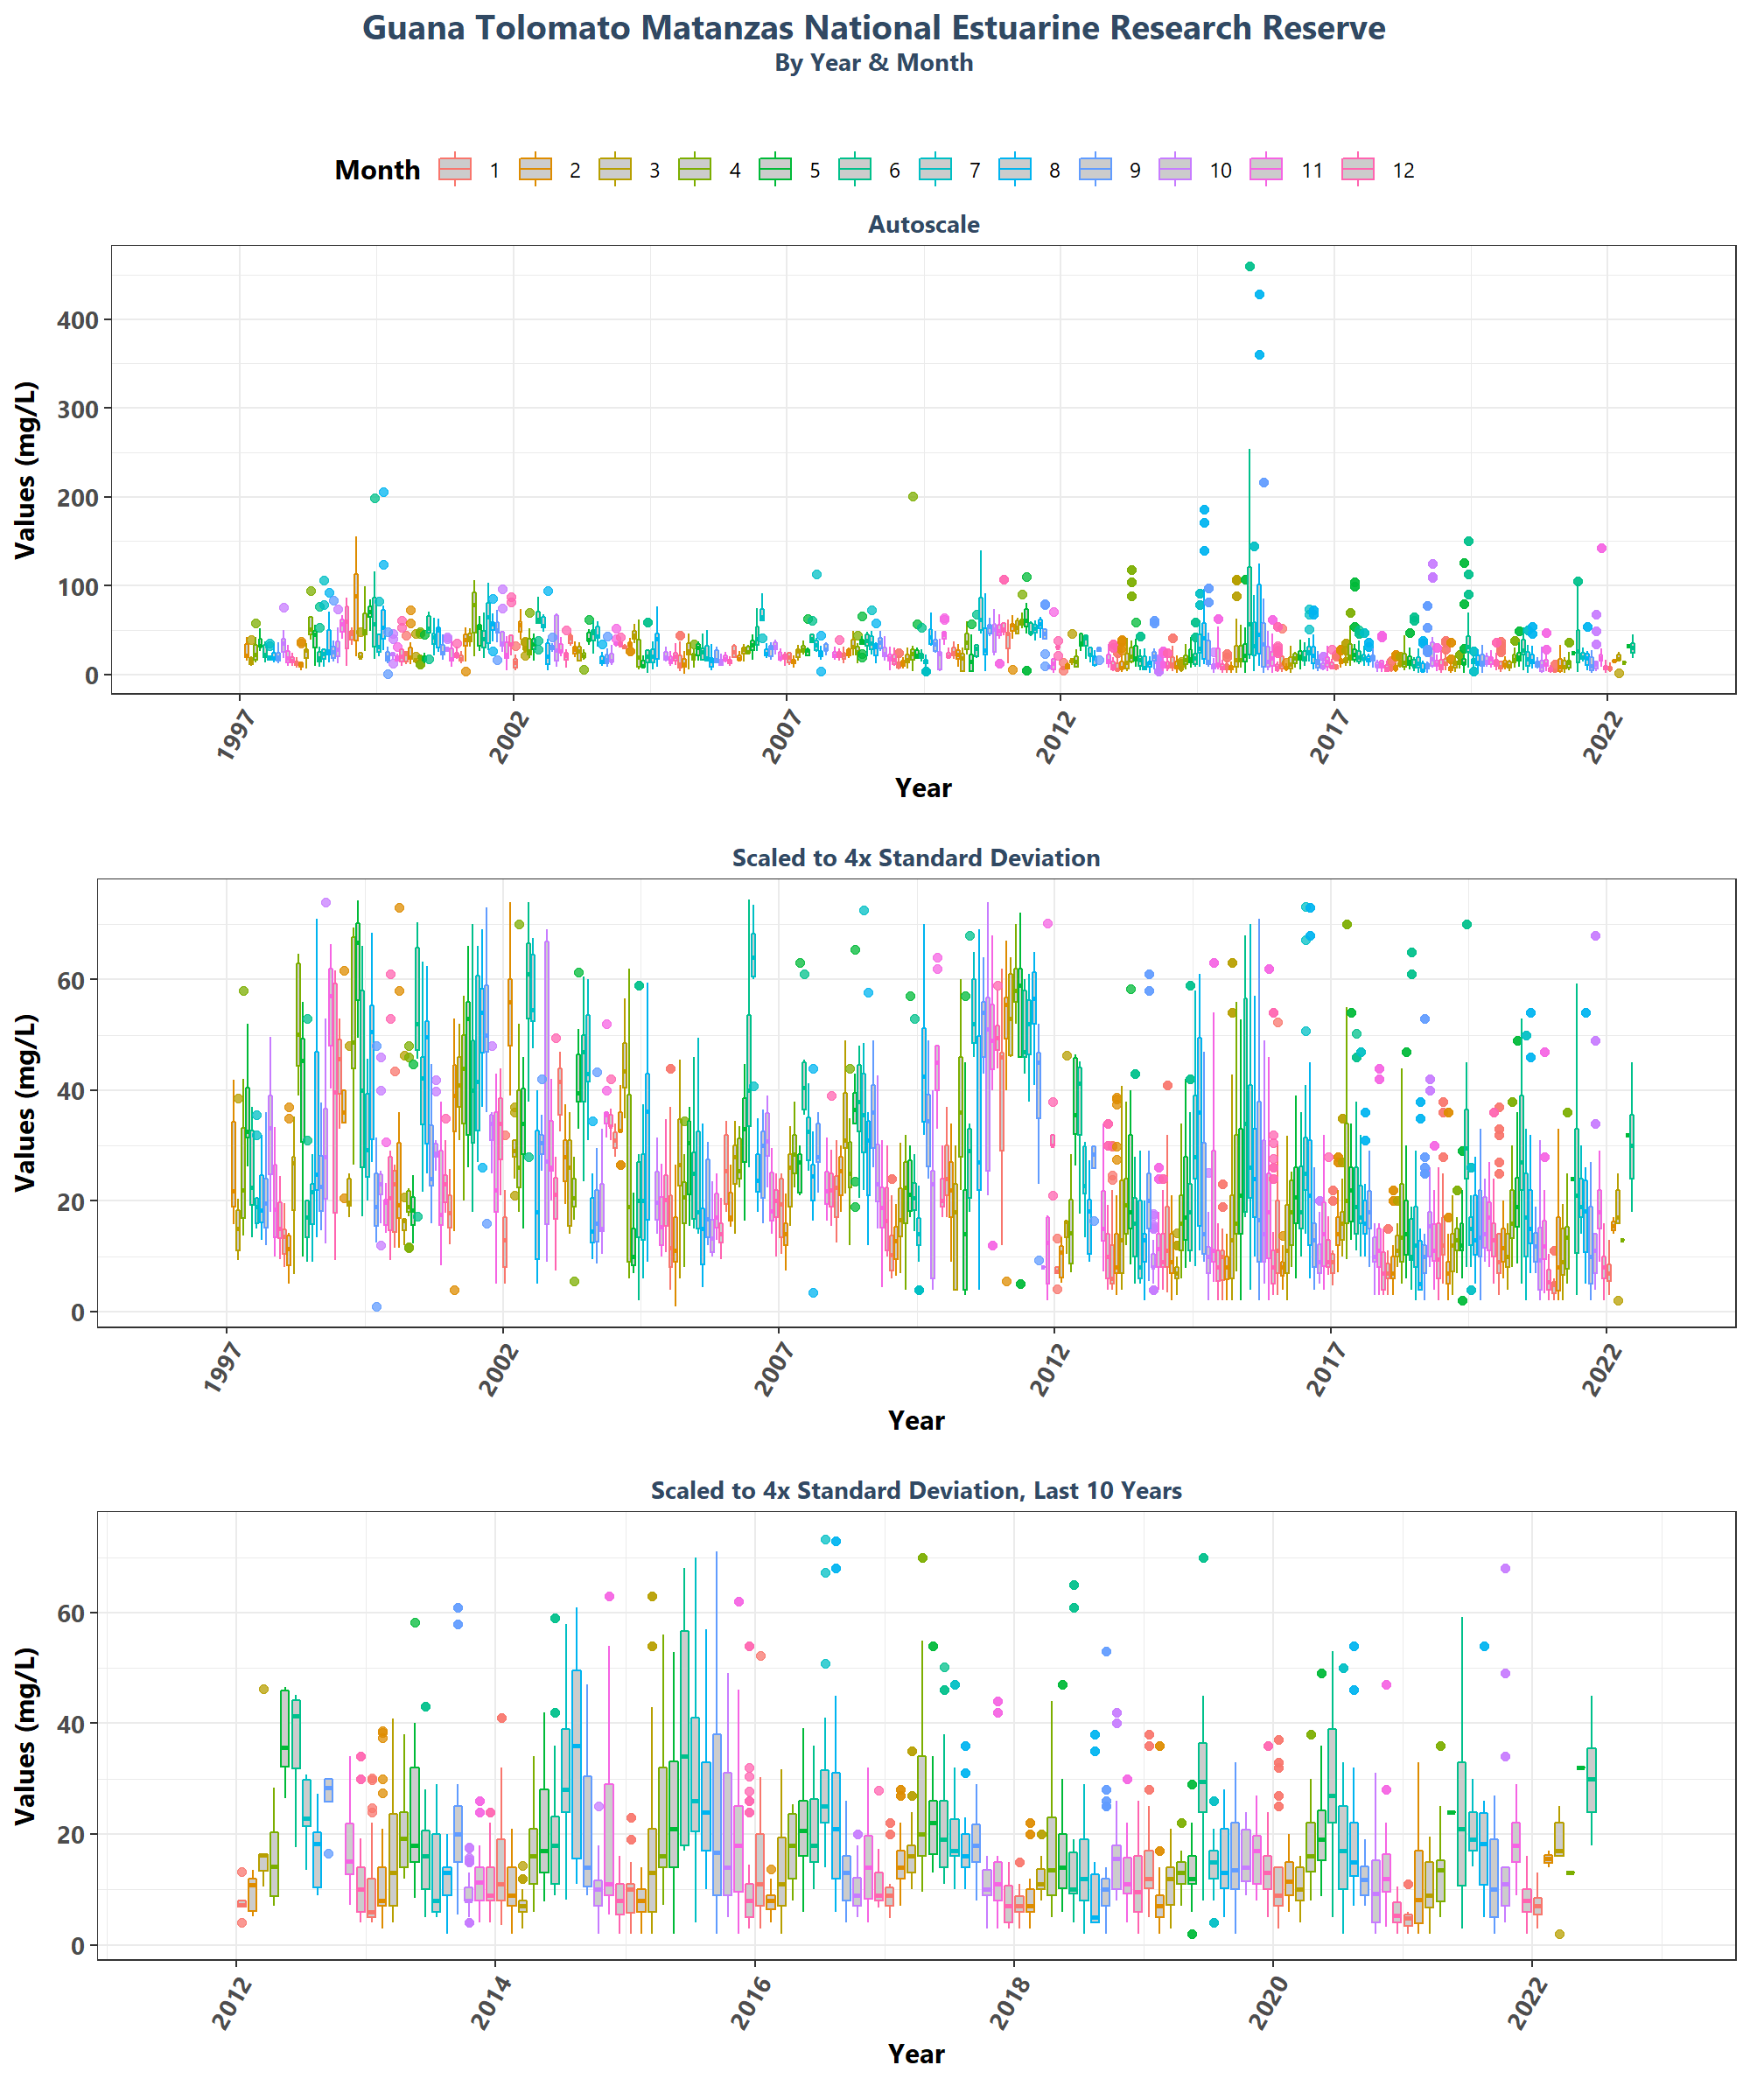 Guana Tolomato Matanzas National Estuarine Research Reserve
By Year & Month
Month 1 2 3 4 5 6 7 8 9 10 11 12
Autoscale
Values (mg/L)
400
300
200
100
0
1997 2002 2007 2012 2017 2022
Year
Scaled to 4x Standard Deviation
Values (mg/L)
60
40
20
0
1997 2002 2007 2012 2017 2022
Year
Scaled to 4x Standard Deviation, Last 10 Years
Values (mg/L)
60
40
20
0
2012 2014 2016 2018 2020 2022
Year